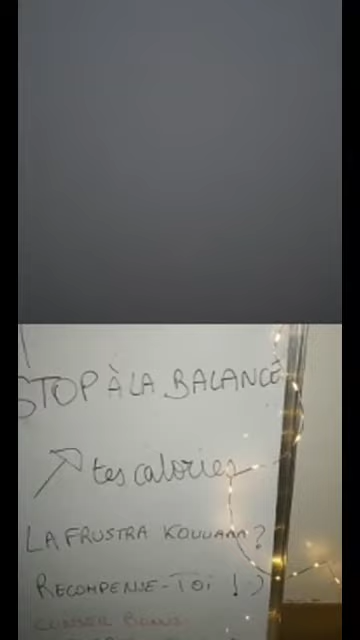 STOP À LA BALANCE
↗ tes calories
LA FRUSTRA KOUUAAA ?
RECOMPENSE-TOI ! )